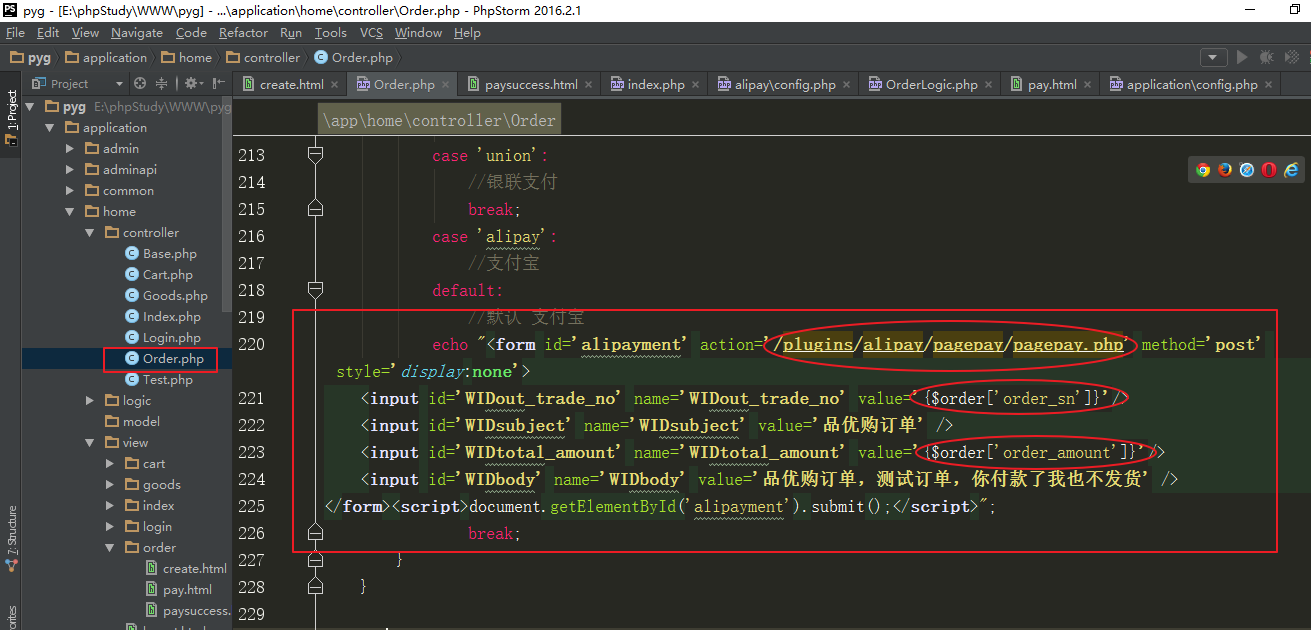 pyg - [E:\phpStudy\WWW\pyg] - ...\application\home\controller\Order.php - PhpStorm 2016.2.1
File Edit View Navigate Code Refactor Run Tools VCS Window Help
pyg application home controller Order.php
Project create.html Order.php paysuccess.html index.php alipay\config.php OrderLogic.php pay.html application\config.php
1: Project
7: Structure
pyg E:\phpStudy\WWW\pyg
application
admin
adminapi
common
home
controller
Base.php
Cart.php
Goods.php
Index.php
Login.php
Order.php
Test.php
logic
model
view
cart
goods
index
login
order
create.html
pay.html
paysuccess.
\app\home\controller\Order
213 case 'union':
214 //银联支付
215 break;
216 case 'alipay':
217 //支付宝
218 default:
219 //默认 支付宝
220 echo "<form id='alipayment' action='/plugins/alipay/pagepay/pagepay.php' method='post'
style='display:none'>
221 <input id='WIDout_trade_no' name='WIDout_trade_no' value='{$order['order_sn']}'/>
222 <input id='WIDsubject' name='WIDsubject' value='品优购订单' />
223 <input id='WIDtotal_amount' name='WIDtotal_amount' value='{$order['order_amount']}'/>
224 <input id='WIDbody' name='WIDbody' value='品优购订单，测试订单，你付款了我也不发货' />
225 </form><script>document.getElementById('alipayment').submit();</script>";
226 break;
227 }
228 }
229